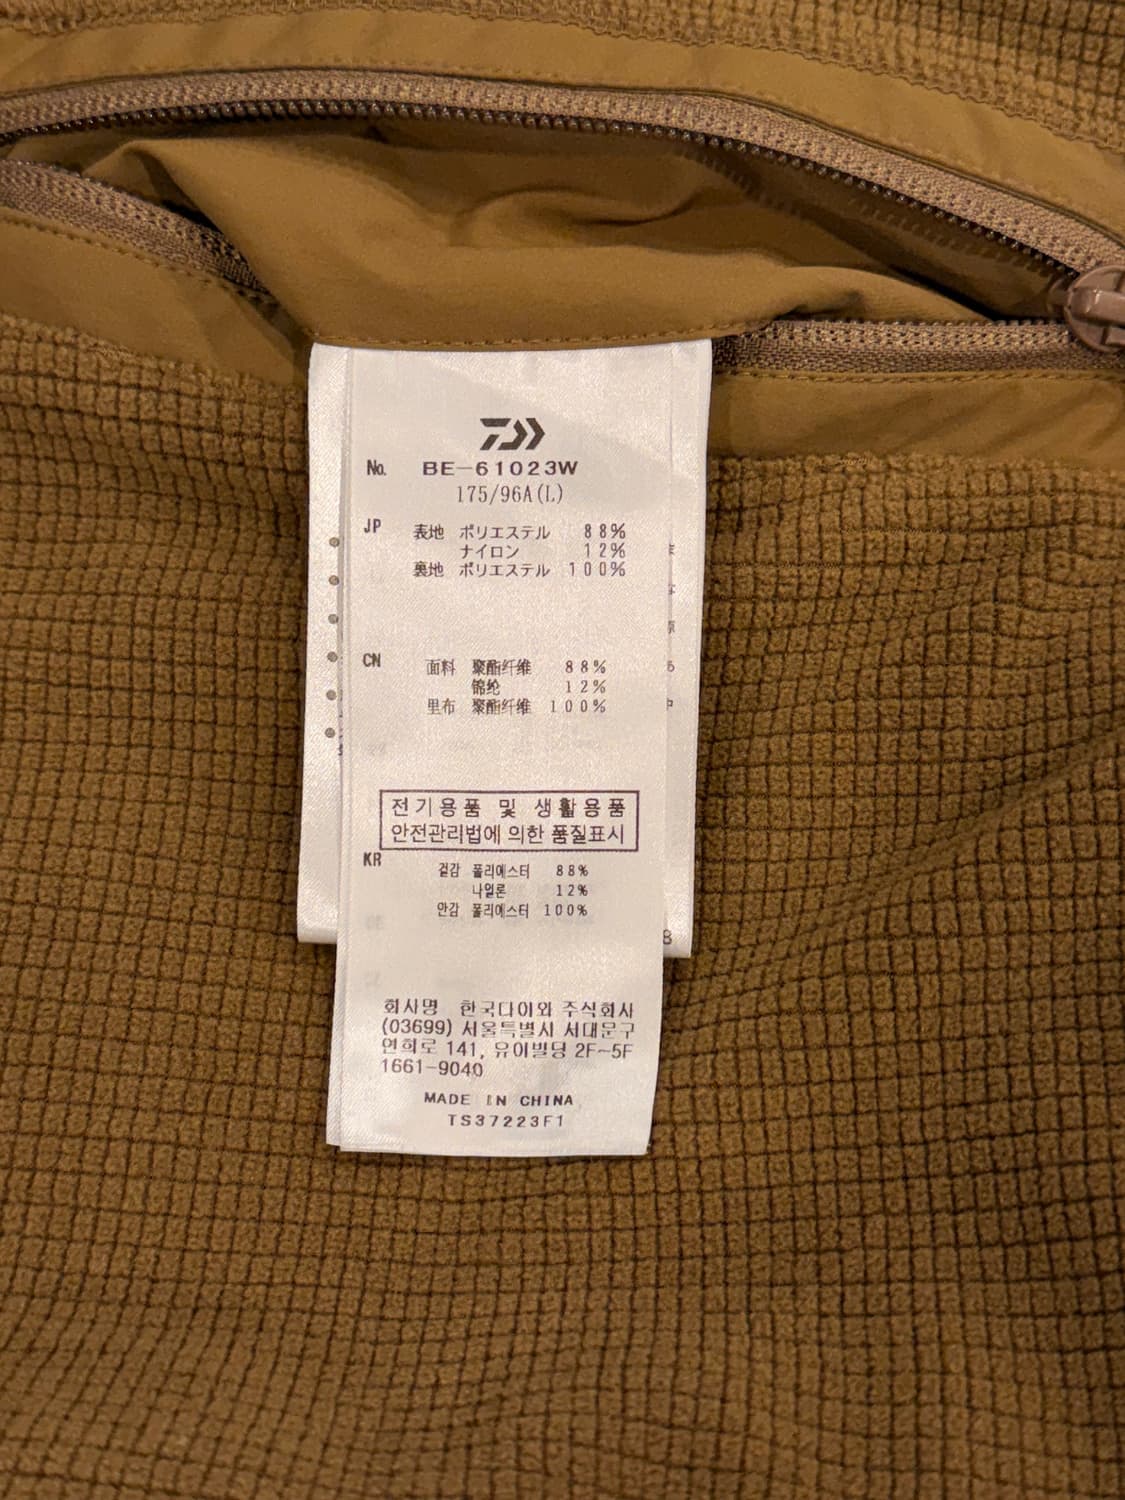 No. BE-61023W
175/96A(L)
JP 表地 ポリエステル 88%
ナイロン 12%
裏地 ポリエステル 100%
CN 面料 聚酯纤维 88%
锦纶 12%
里布 聚酯纤维 100%
전기용품 및 생활용품
안전관리법에 의한 품질표시
KR 겉감 폴리에스터 88%
나일론 12%
안감 폴리에스터 100%
회사명 한국다이와 주식회사
(03699) 서울특별시 서대문구
연희로 141, 유이빌딩 2F~5F
1661-9040
MADE IN CHINA
TS37223F1